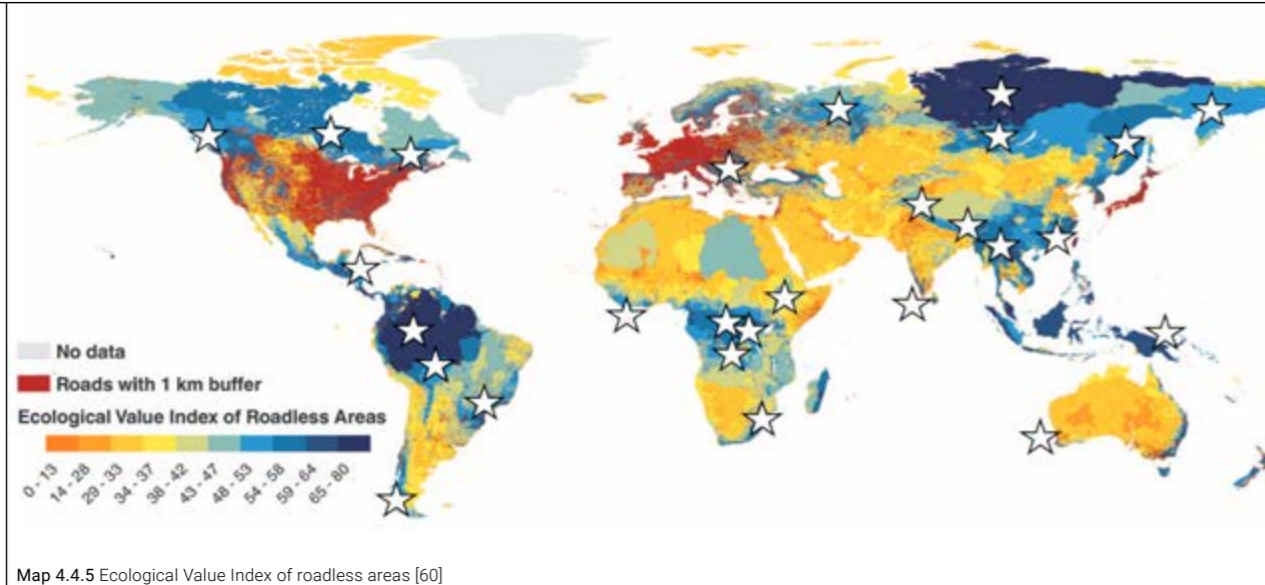 No data
Roads with 1 km buffer
Ecological Value Index of Roadless Areas
0 - 13
14 - 28
29 - 33
34 - 37
38 - 42
43 - 47
48 - 53
54 - 58
59 - 64
65 - 80
Map 4.4.5 Ecological Value Index of roadless areas [60]